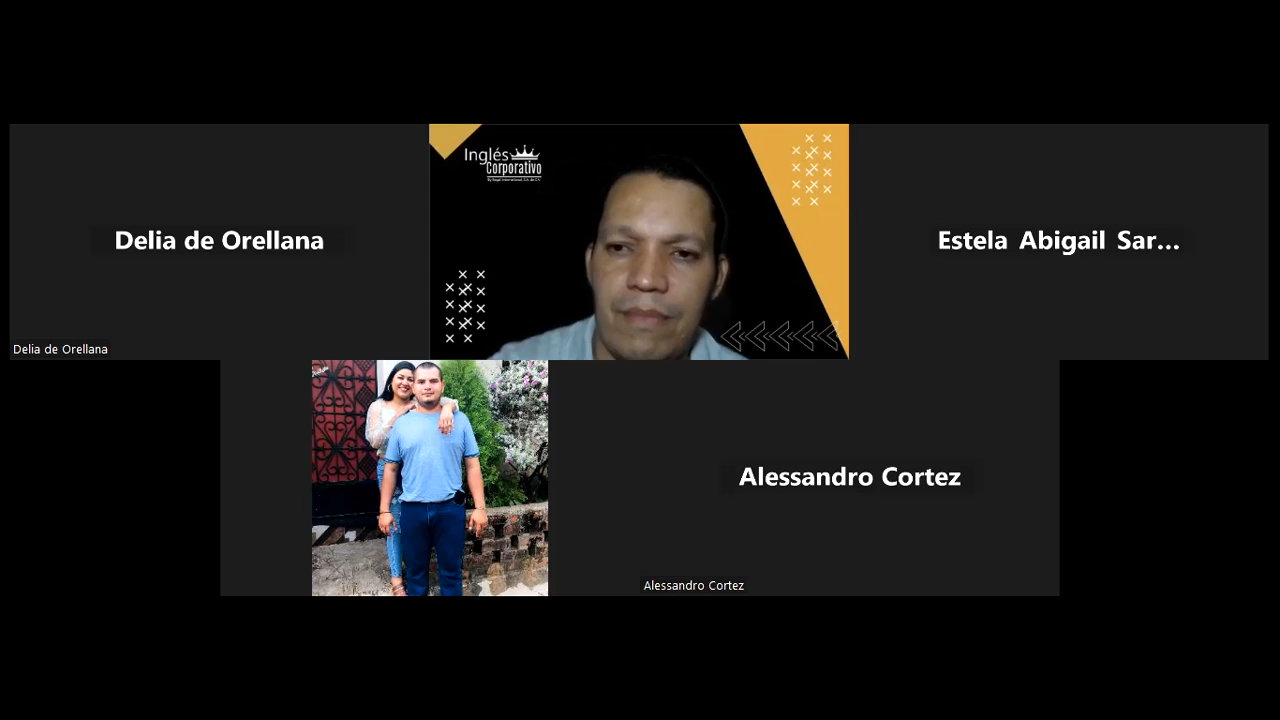 Inglés
Corporativo
Delia de Orellana
Estela Abigail Sar...
Delia de Orellana
Alessandro Cortez
Alessandro Cortez